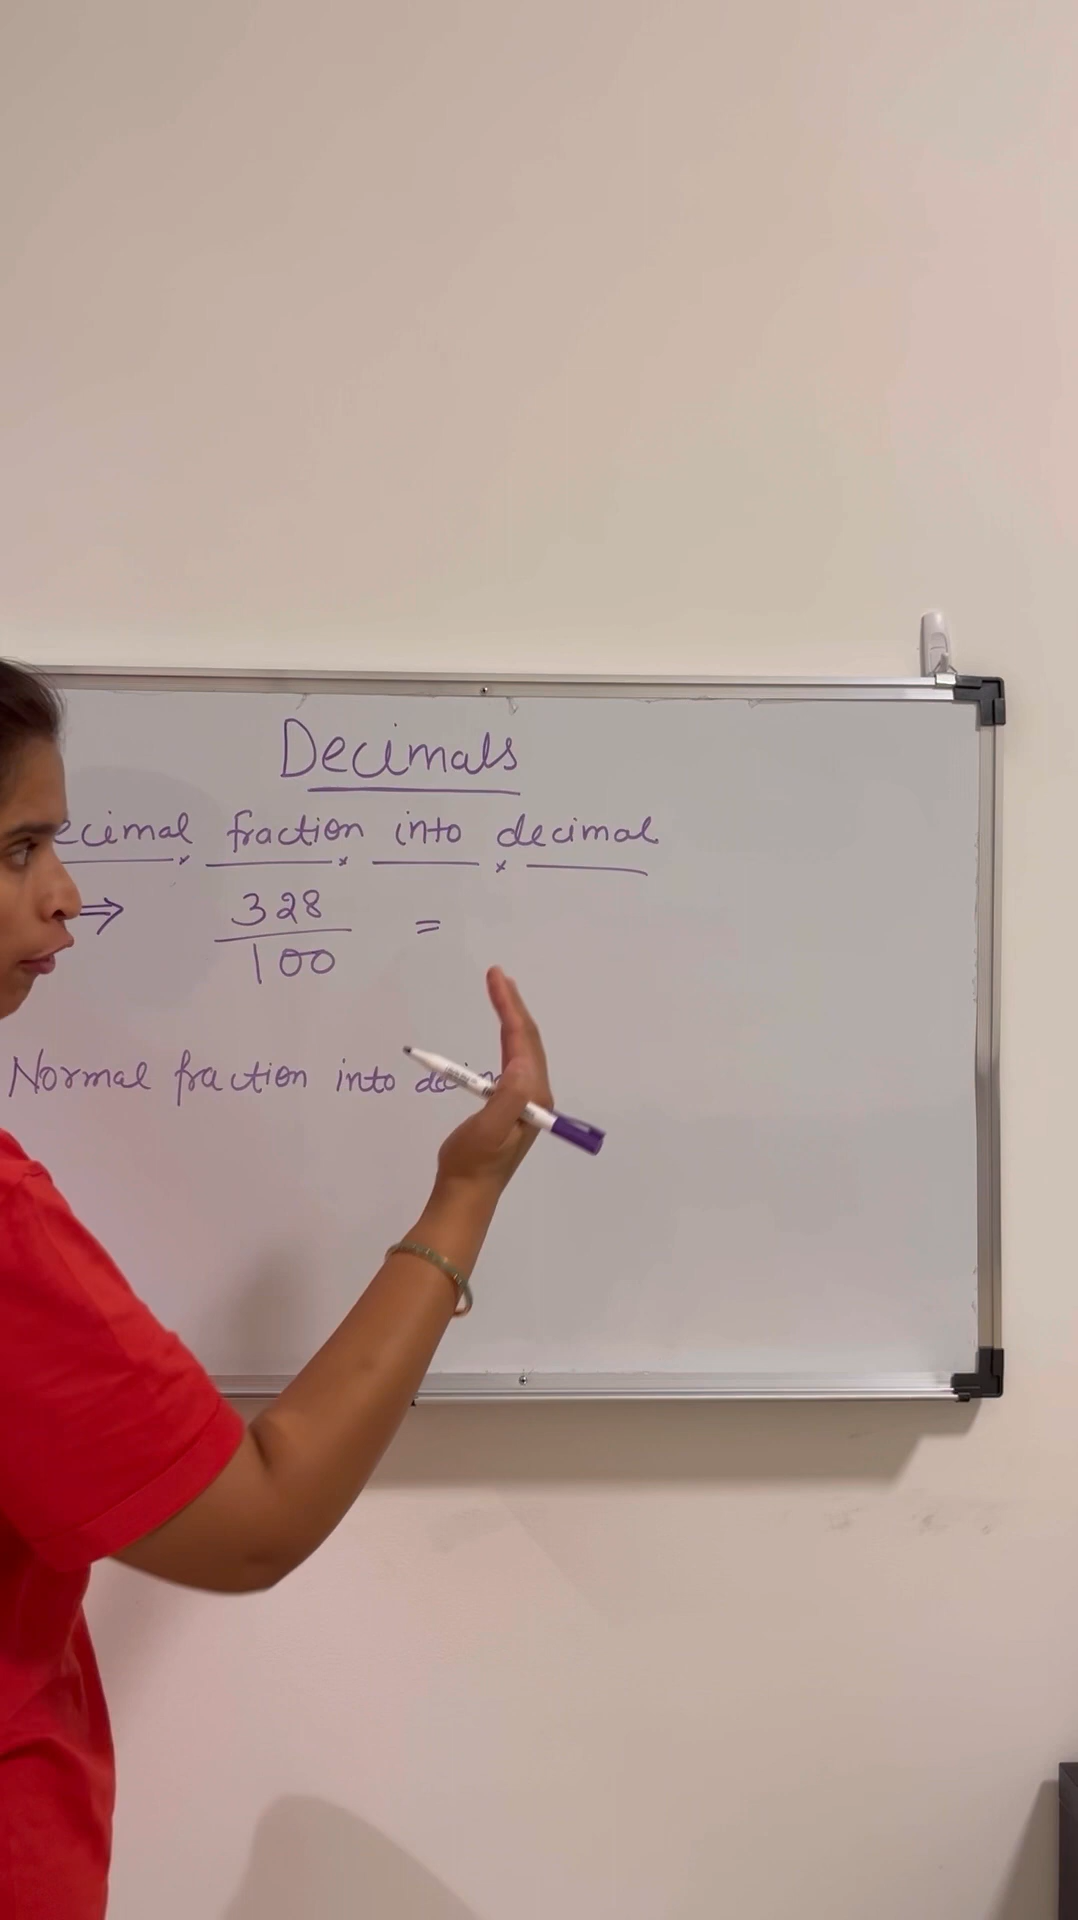 Decimals
ecimal fraction into decimal
⇒ 328
100 =
Normal fraction into